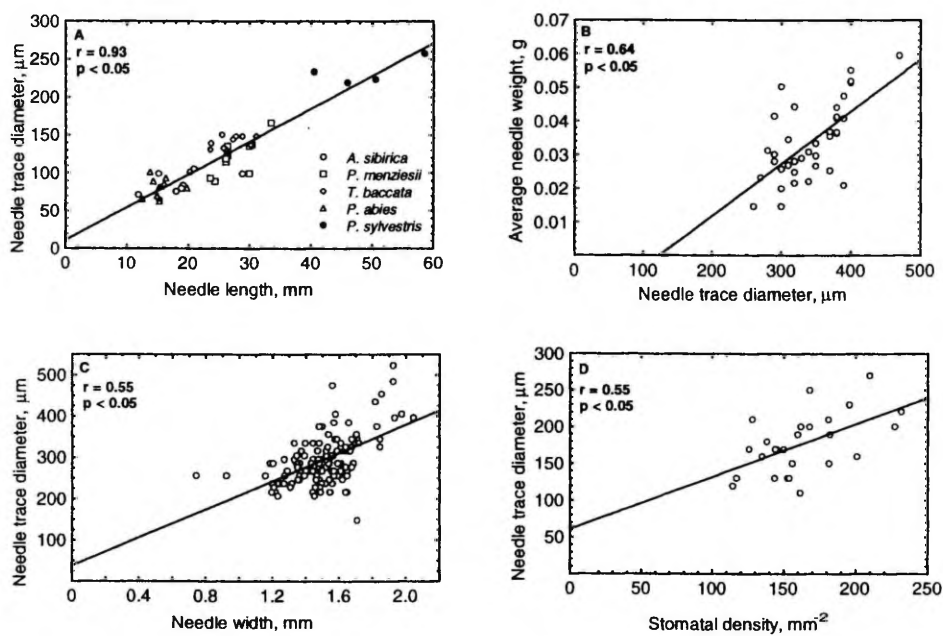 A
r = 0.93
p < 0.05
Needle trace diameter, μm
300
250
200
150
100
50
0
0 10 20 30 40 50 60
Needle length, mm
A. sibirica
P. menziesii
T. baccata
P. abies
P. sylvestris
B
r = 0.64
p < 0.05
Average needle weight, g
0.07
0.06
0.05
0.04
0.03
0.02
0.01
0 100 200 300 400 500
Needle trace diameter, μm
C
r = 0.55
p < 0.05
Needle trace diameter, μm
500
400
300
200
100
0 0.4 0.8 1.2 1.6 2.0
Needle width, mm
D
r = 0.55
p < 0.05
Needle trace diameter, μm
300
250
200
150
100
50
0 50 100 150 200 250
Stomatal density, mm⁻²